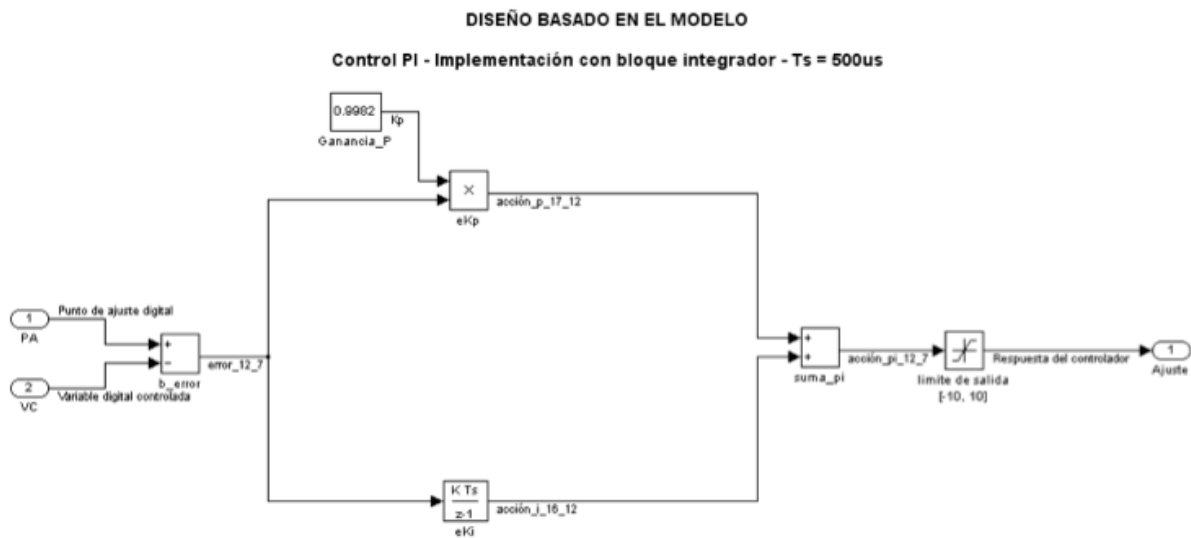 DISEÑO BASADO EN EL MODELO
Control PI - Implementación con bloque integrador - Ts = 500us
0.9982
Kp
Ganancia_P
×
eKp
acción_p_17_12
1
PA
Punto de ajuste digital
2
VC
Variable digital controlada
+
−
b_error
error_12_7
K Ts
z-1
eKi
acción_i_16_12
+
+
suma_pi
acción_pi_12_7
limite de salida
[-10, 10]
Respuesta del controlador
1
Ajuste